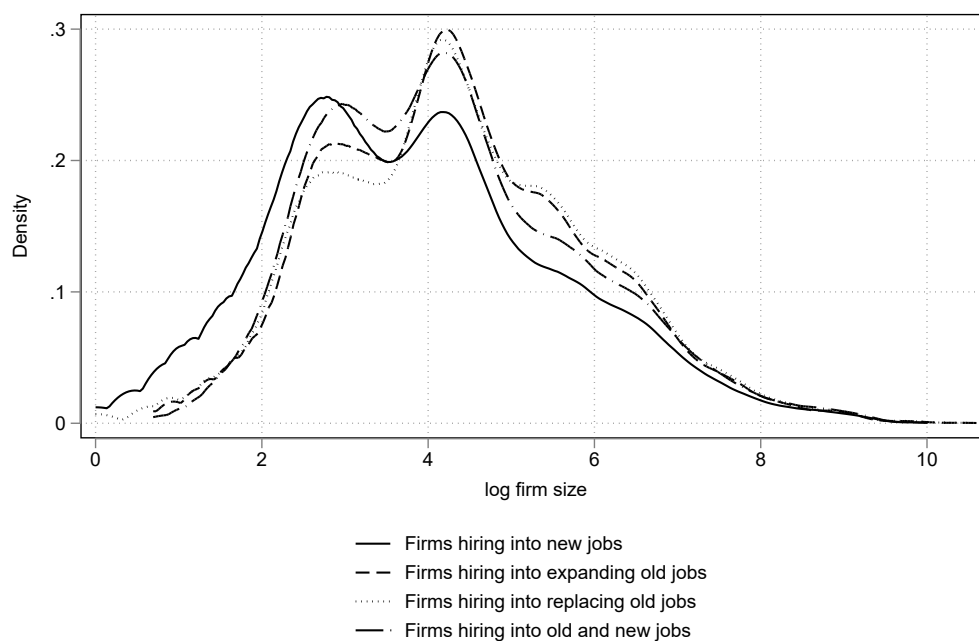 .3
.2
.1
0
Density
0 2 4 6 8 10
log firm size
Firms hiring into new jobs
Firms hiring into expanding old jobs
Firms hiring into replacing old jobs
Firms hiring into old and new jobs